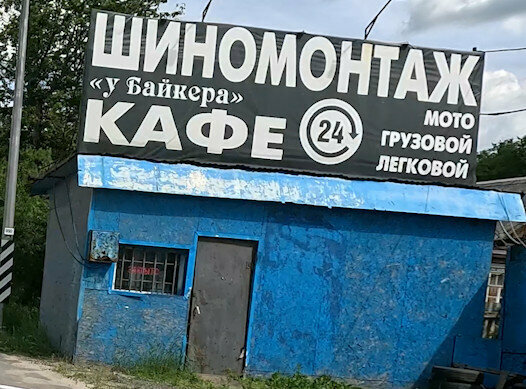 ШИНОМОНТАЖ
«у Байкера»
КАФЕ
24
МОТО
ГРУЗОВОЙ
ЛЕГКОВОЙ